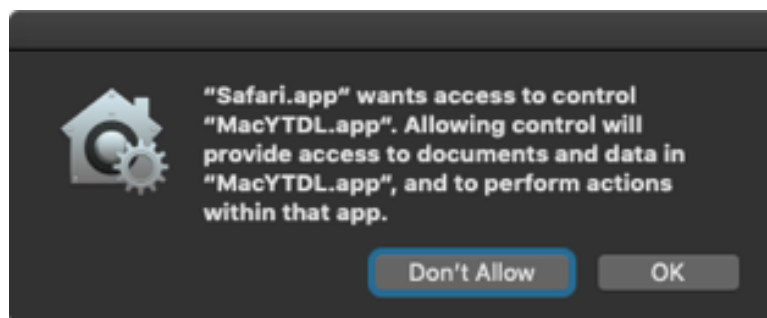 "Safari.app" wants access to control
"MacYTDL.app". Allowing control will
provide access to documents and data in
"MacYTDL.app", and to perform actions
within that app.
Don't Allow
OK